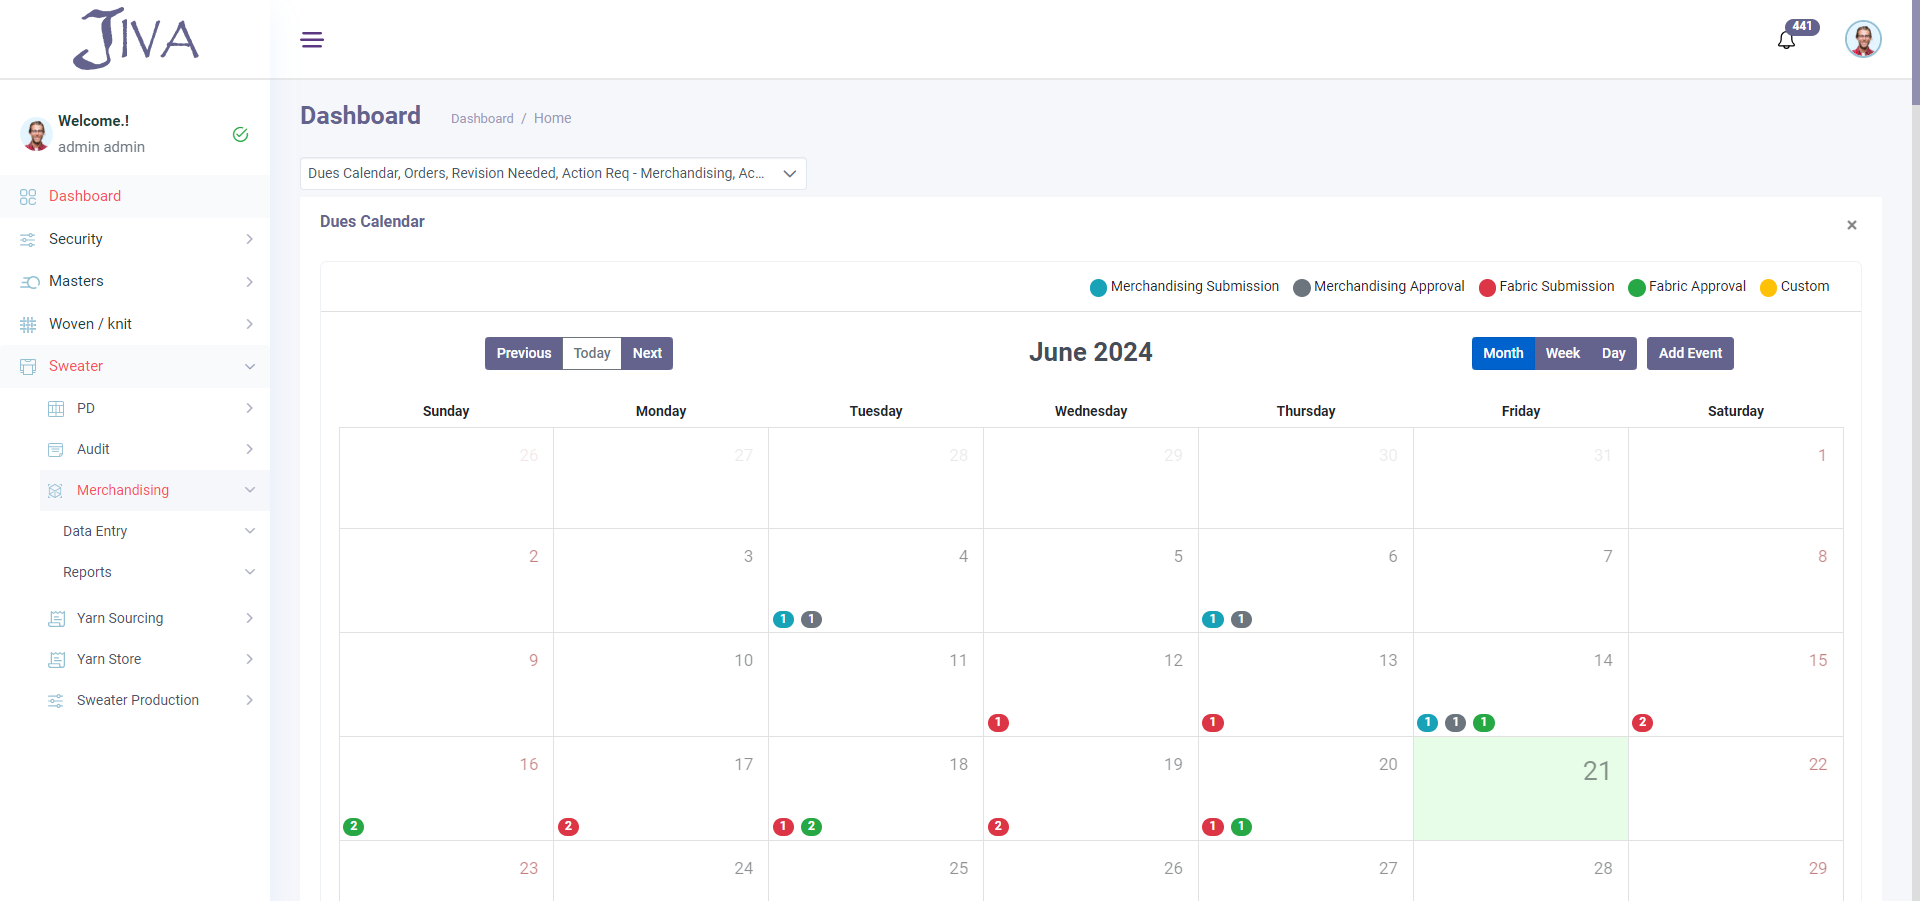 JIVA
441
Welcome.!
admin admin
Dashboard
Security
Masters
Woven / knit
Sweater
PD
Audit
Merchandising
Data Entry
Reports
Yarn Sourcing
Yarn Store
Sweater Production
Dashboard
Dashboard / Home
Dues Calendar, Orders, Revision Needed, Action Req - Merchandising, Ac...
Dues Calendar
×
Merchandising Submission Merchandising Approval Fabric Submission Fabric Approval Custom
Previous Today Next
June 2024
Month Week Day Add Event
Sunday Monday Tuesday Wednesday Thursday Friday Saturday
26 27 28 29 30 31 1
2 3 4 5 6 7 8
1 1 1 1
9 10 11 12 13 14 15
1 1 1 1 1 2
16 17 18 19 20 21 22
2 2 1 2 2 1 1
23 24 25 26 27 28 29